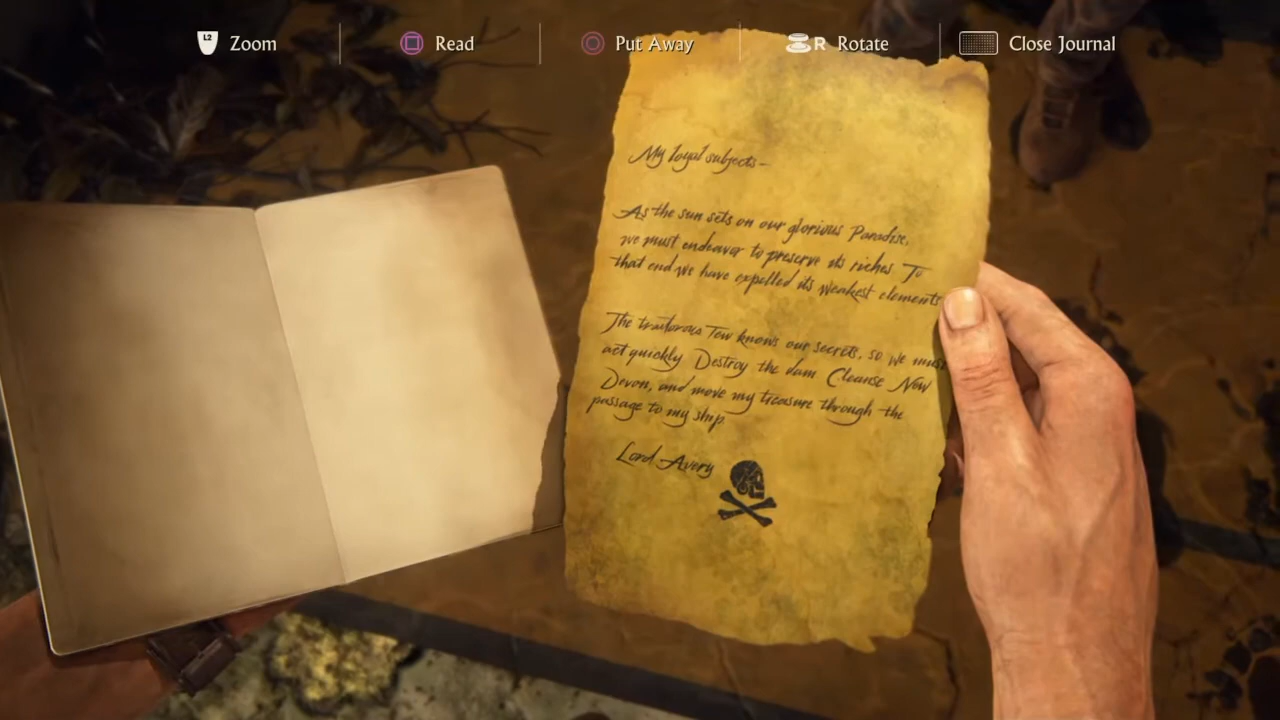 L2 Zoom
Read
Put Away
R Rotate
Close Journal
My loyal subjects-
As the sun sets on our glorious Paradise,
we must endeavor to preserve its riches To
that end we have expelled its weakest elements
The traitorous Tew knows our secrets, so we must
act quickly Destroy the dam Cleanse New
Devon, and move my treasure through the
passage to my ship
Lord Avery